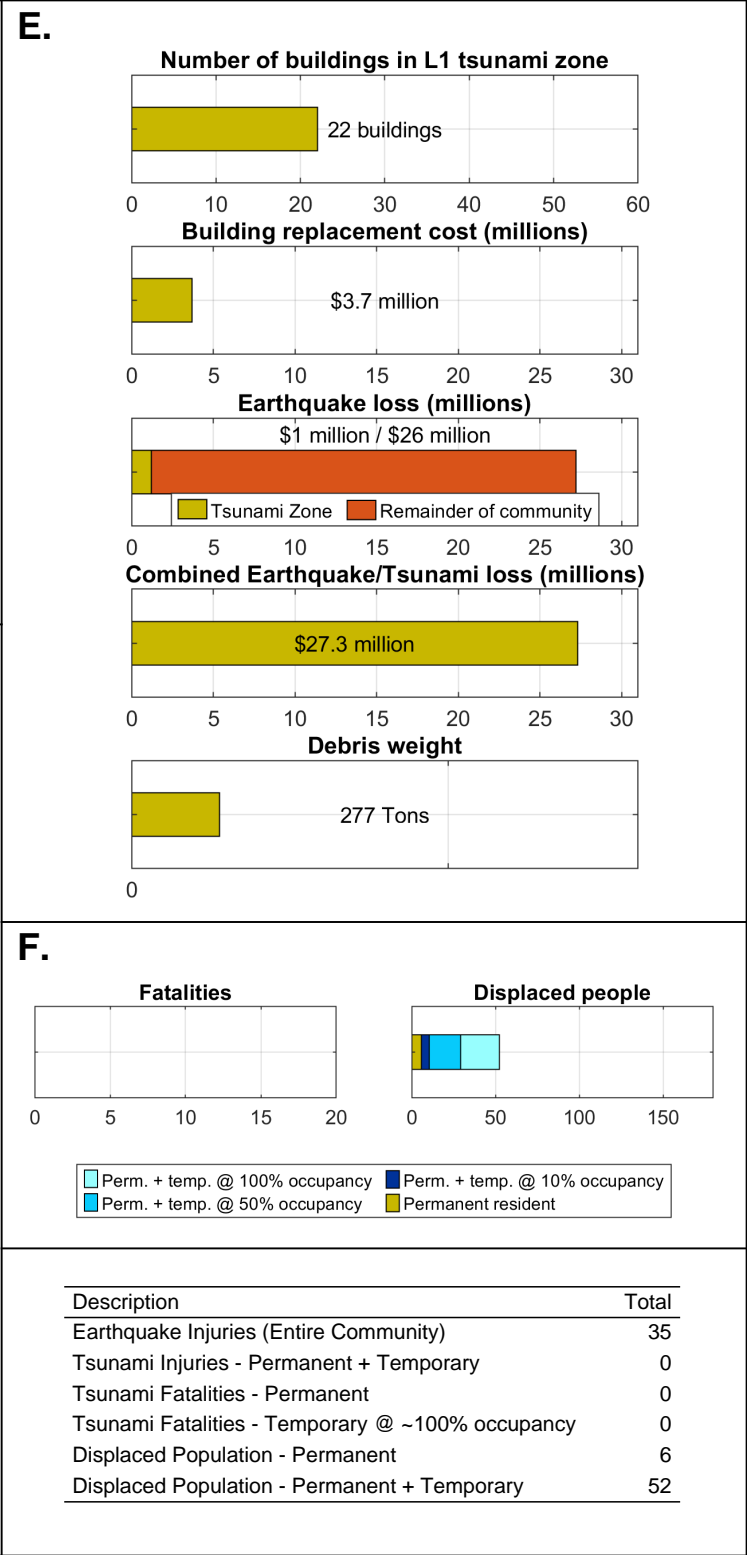 E.
Number of buildings in L1 tsunami zone
22 buildings
0 10 20 30 40 50 60
Building replacement cost (millions)
$3.7 million
0 5 10 15 20 25 30
Earthquake loss (millions)
$1 million / $26 million
Tsunami Zone Remainder of community
0 5 10 15 20 25 30
Combined Earthquake/Tsunami loss (millions)
$27.3 million
0 5 10 15 20 25 30
Debris weight
277 Tons
0
F.
Fatalities Displaced people
0 5 10 15 20 0 50 100 150
Perm. + temp. @ 100% occupancy Perm. + temp. @ 10% occupancy
Perm. + temp. @ 50% occupancy Permanent resident
Description Total
Earthquake Injuries (Entire Community) 35
Tsunami Injuries - Permanent + Temporary 0
Tsunami Fatalities - Permanent 0
Tsunami Fatalities - Temporary @ ~100% occupancy 0
Displaced Population - Permanent 6
Displaced Population - Permanent + Temporary 52